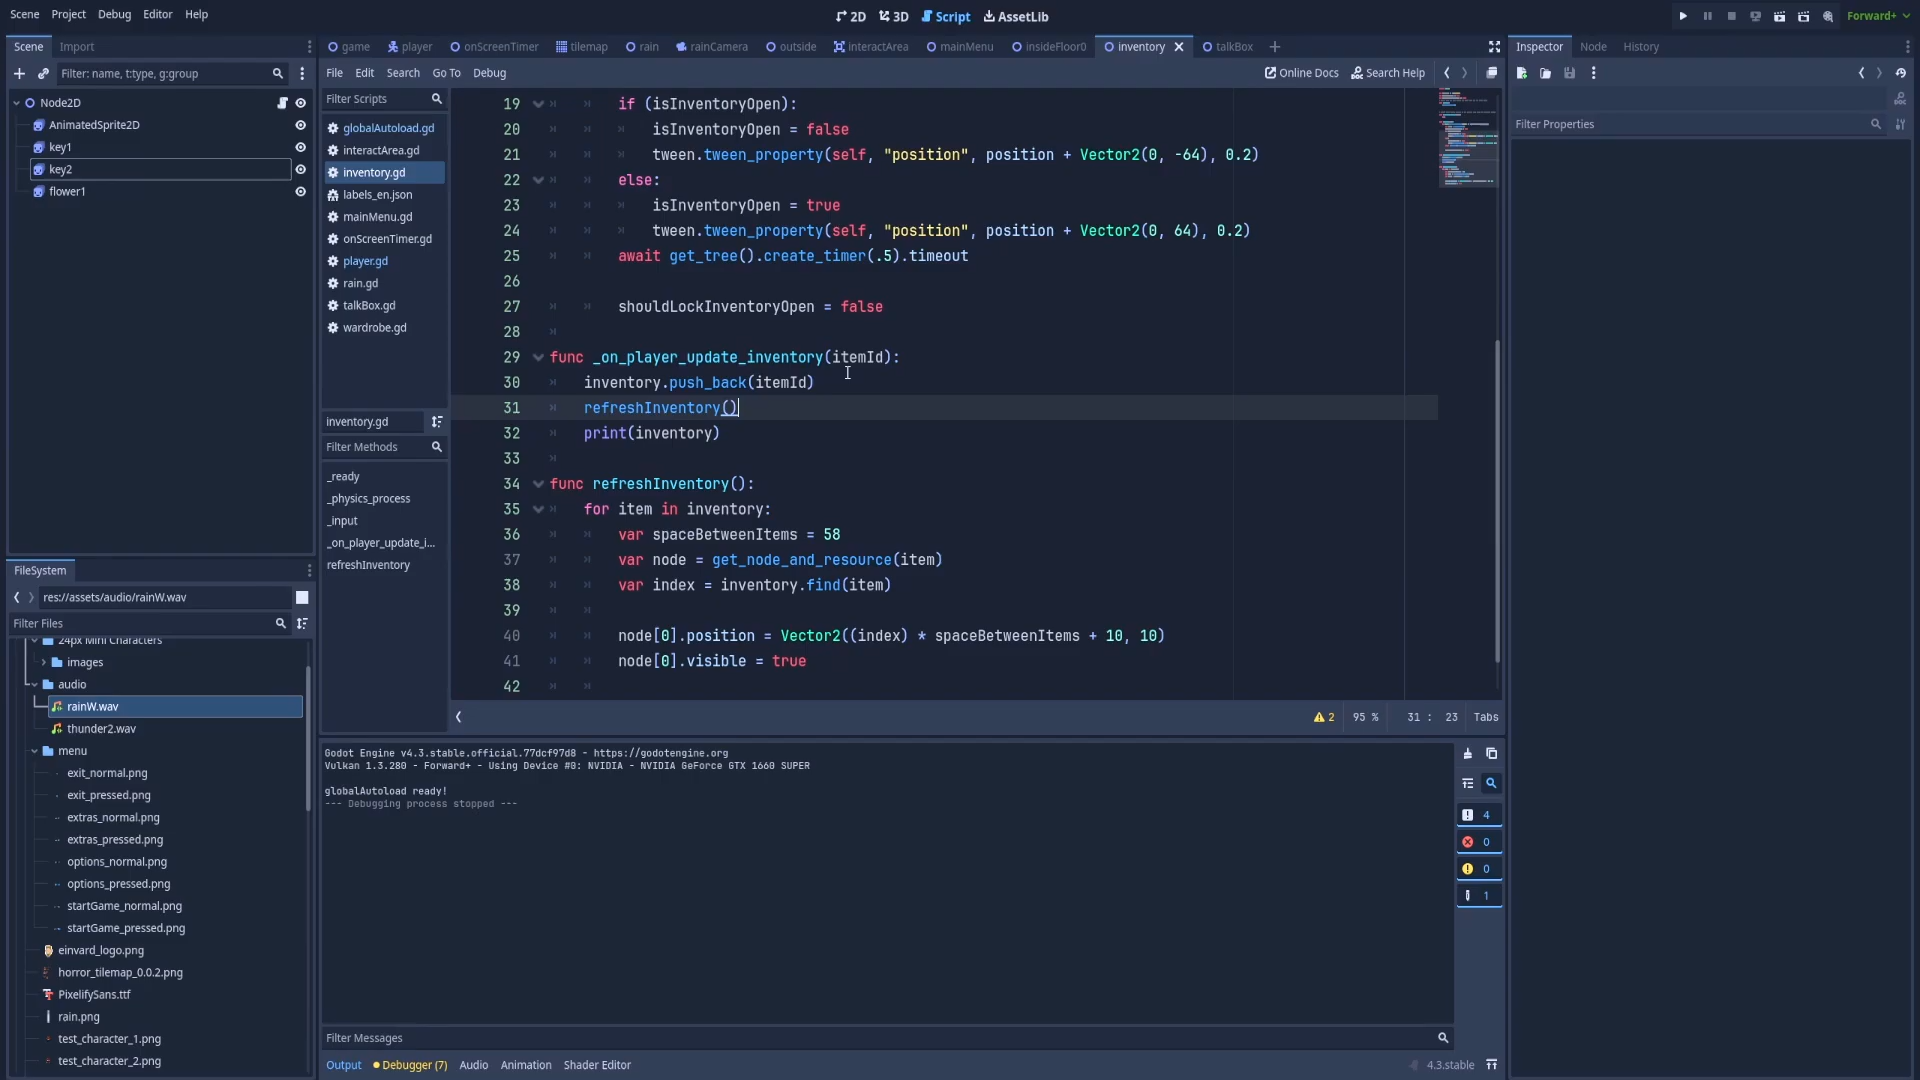 Scene Project Debug Editor Help
2D 3D Script AssetLib
Forward+
Scene Import
game player onScreenTimer tilemap rain rainCamera outside interactArea mainMenu insideFloor0 inventory talkBox
Inspector Node History
Filter: name, t:type, g:group
File Edit Search Go To Debug
Online Docs Search Help
Node2D
AnimatedSprite2D
key1
key2
flower1
Filter Scripts
globalAutoload.gd
interactArea.gd
inventory.gd
labels_en.json
mainMenu.gd
onScreenTimer.gd
player.gd
rain.gd
talkBox.gd
wardrobe.gd
inventory.gd
Filter Methods
_ready
_physics_process
_input
_on_player_update_i...
refreshInventory
19 if (isInventoryOpen):
20 isInventoryOpen = false
21 tween.tween_property(self, "position", position + Vector2(0, -64), 0.2)
22 else:
23 isInventoryOpen = true
24 tween.tween_property(self, "position", position + Vector2(0, 64), 0.2)
25 await get_tree().create_timer(.5).timeout
26
27 shouldLockInventoryOpen = false
28
29 func _on_player_update_inventory(itemId):
30 inventory.push_back(itemId)
31 refreshInventory()
32 print(inventory)
33
34 func refreshInventory():
35 for item in inventory:
36 var spaceBetweenItems = 58
37 var node = get_node_and_resource(item)
38 var index = inventory.find(item)
39
40 node[0].position = Vector2((index) * spaceBetweenItems + 10, 10)
41 node[0].visible = true
42
2 95 % 31 : 23 Tabs
Filter Properties
FileSystem
res://assets/audio/rainW.wav
Filter Files
24px Mini Characters
images
audio
rainW.wav
thunder2.wav
menu
exit_normal.png
exit_pressed.png
extras_normal.png
extras_pressed.png
options_normal.png
options_pressed.png
startGame_normal.png
startGame_pressed.png
einvard_logo.png
horror_tilemap_0.0.2.png
PixelifySans.ttf
rain.png
test_character_1.png
test_character_2.png
Godot Engine v4.3.stable.official.77dcf97d8 - https://godotengine.org
Vulkan 1.3.280 - Forward+ - Using Device #0: NVIDIA - NVIDIA GeForce GTX 1660 SUPER
globalAutoload ready!
--- Debugging process stopped ---
4
0
0
1
Filter Messages
Output Debugger (7) Audio Animation Shader Editor
4.3.stable